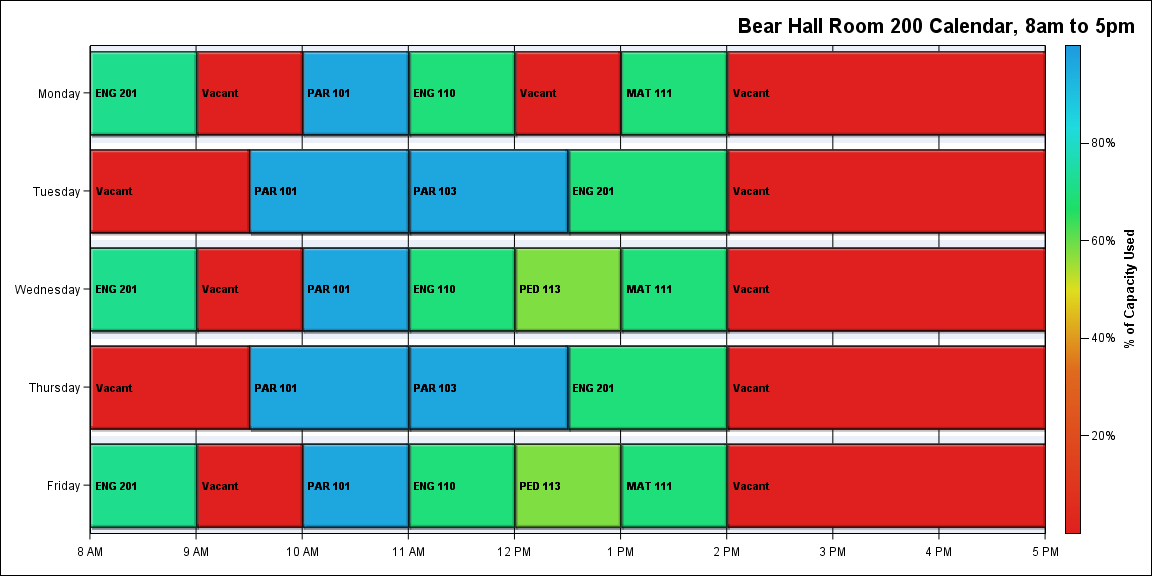 Bear Hall Room 200 Calendar, 8am to 5pm
Monday
ENG 201
Vacant
PAR 101
ENG 110
Vacant
MAT 111
Vacant
Tuesday
Vacant
PAR 101
PAR 103
ENG 201
Vacant
Wednesday
ENG 201
Vacant
PAR 101
ENG 110
PED 113
MAT 111
Vacant
Thursday
Vacant
PAR 101
PAR 103
ENG 201
Vacant
Friday
ENG 201
Vacant
PAR 101
ENG 110
PED 113
MAT 111
Vacant
8 AM
9 AM
10 AM
11 AM
12 PM
1 PM
2 PM
3 PM
4 PM
5 PM
80%
60%
40%
20%
% of Capacity Used